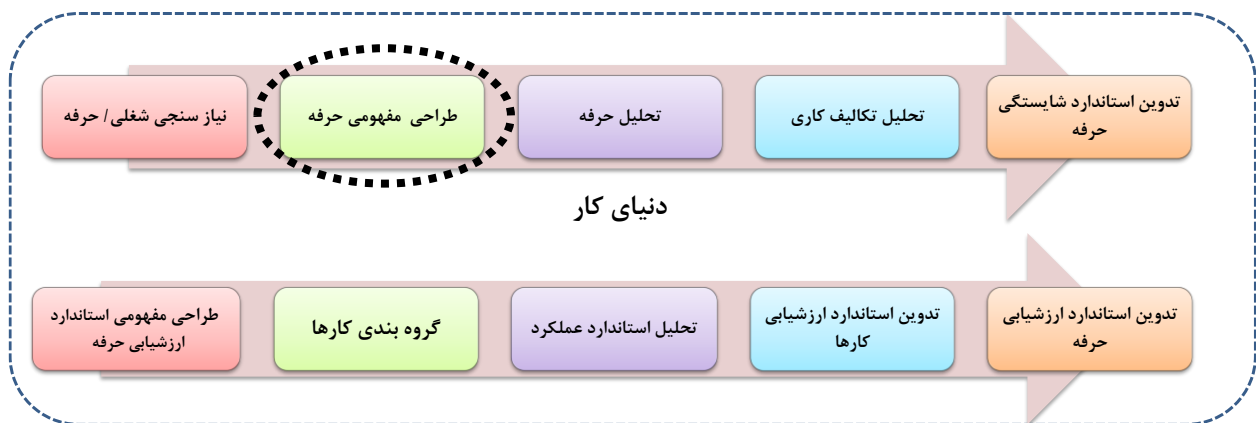 نیاز سنجی شغلی/ حرفه
طراحی مفهومی حرفه
تحلیل حرفه
تحلیل تکالیف کاری
تدوین استاندارد شایستگی
حرفه
دنیای کار
طراحی مفهومی استاندارد
ارزشیابی حرفه
گروه بندی کارها
تحلیل استاندارد عملکرد
تدوین استاندارد ارزشیابی
کارها
تدوین استاندارد ارزشیابی
حرفه